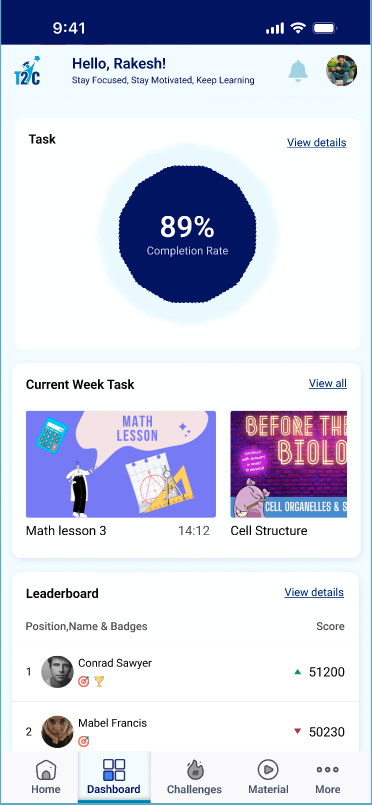 9:41
T2C
Hello, Rakesh!
Stay Focused, Stay Motivated, Keep Learning
Task
View details
89%
Completion Rate
Current Week Task
View all
MATH
LESSON
BEFORE THE
BIOLO
CELL ORGANELLES & S
Math lesson 3
14:12
Cell Structure
Leaderboard
View details
Position,Name & Badges
Score
1
Conrad Sawyer
51200
2
Mabel Francis
50230
Home
Dashboard
Challenges
Material
More